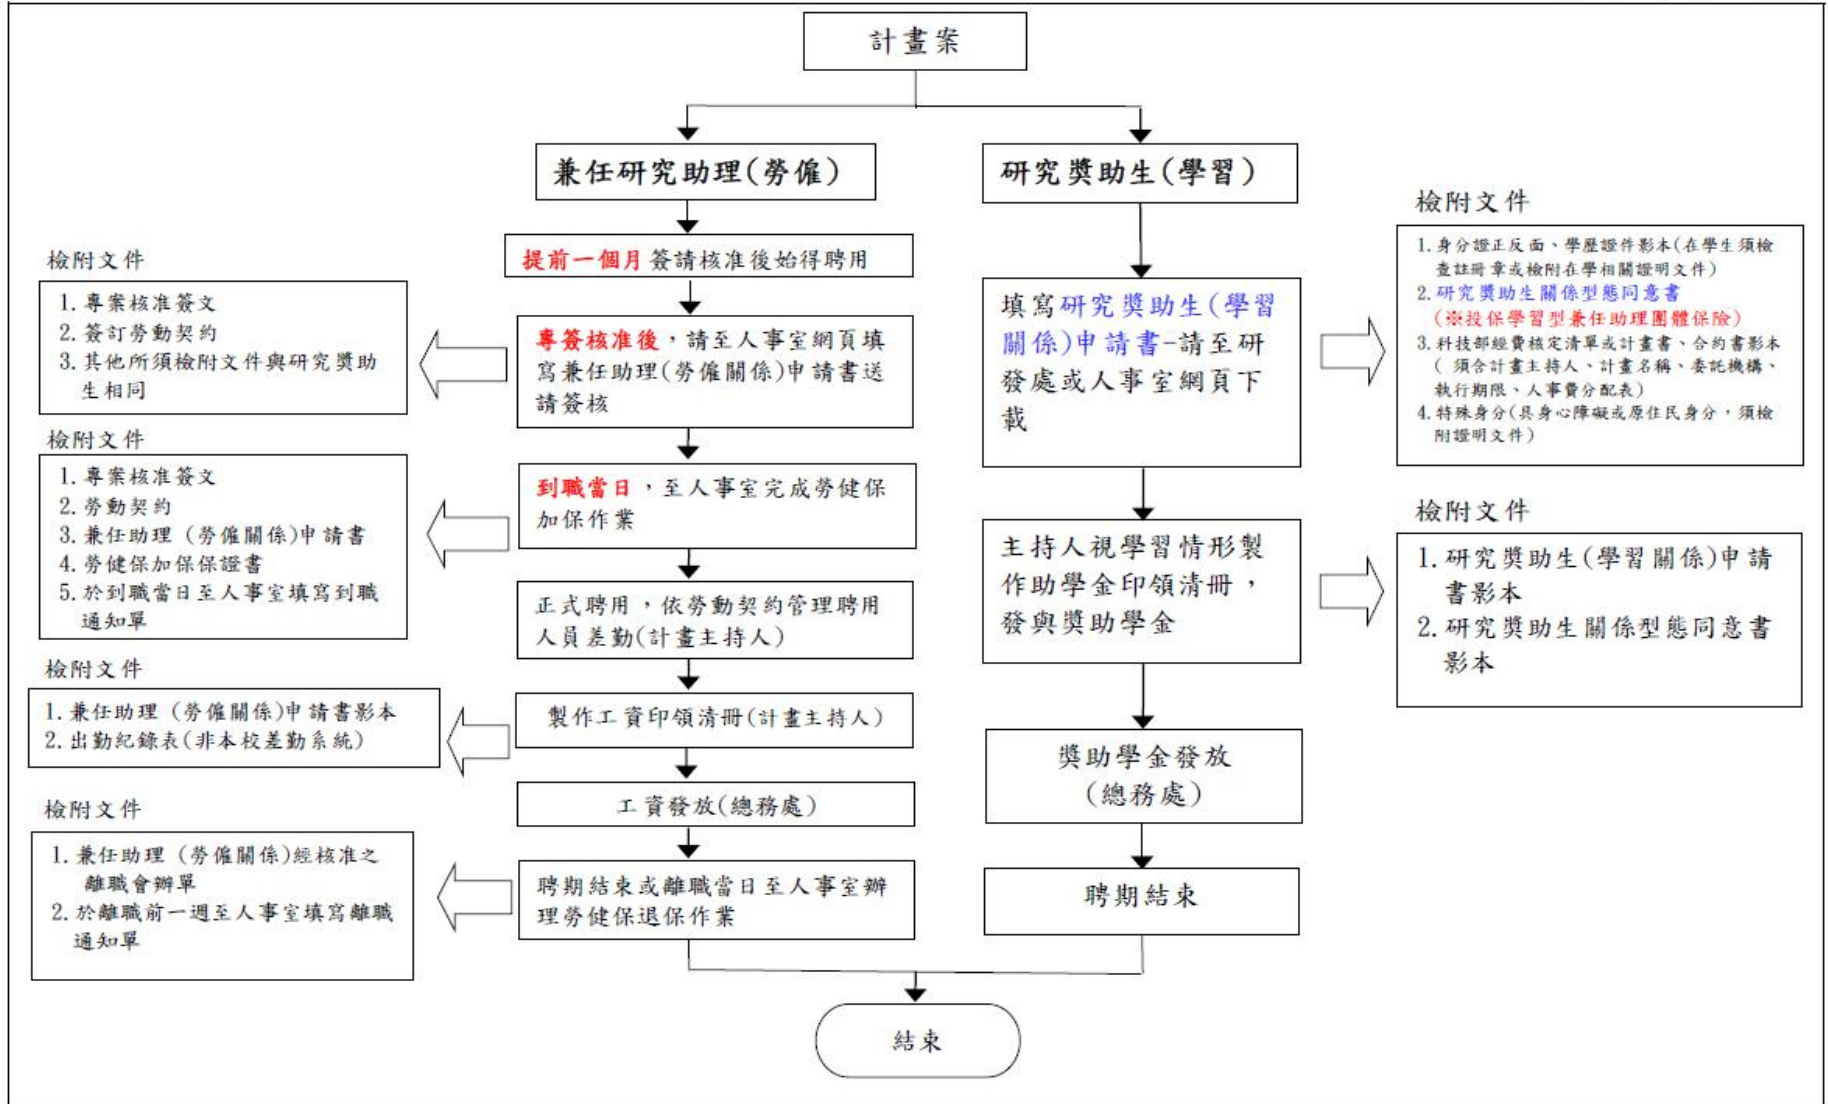 計畫案
兼任研究助理(勞僱)
提前一個月簽請核准後始得聘用
專簽核准後，請至人事室網頁填
寫兼任助理(勞僱關係)申請書送
請簽核
檢附文件
1. 專案核准簽文
2. 簽訂勞動契約
3. 其他所須檢附文件與研究獎助
生相同
到職當日，至人事室完成勞健保
加保作業
檢附文件
1. 專案核准簽文
2. 勞動契約
3. 兼任助理 (勞僱關係)申請書
4. 勞健保加保保證書
5. 於到職當日至人事室填寫到職
通知單
正式聘用，依勞動契約管理聘用
人員差勤(計畫主持人)
製作工資印領清冊(計畫主持人)
檢附文件
1. 兼任助理 (勞僱關係)申請書影本
2. 出勤紀錄表(非本校差勤系統)
工資發放(總務處)
聘期結束或離職當日至人事室辦
理勞健保退保作業
檢附文件
1. 兼任助理 (勞僱關係)經核准之
離職會辦單
2. 於離職前一週至人事室填寫離職
通知單
研究獎助生(學習)
填寫研究獎助生(學習
關係)申請書-請至研
發處或人事室網頁下
載
檢附文件
1. 身分證正反面、學歷證件影本(在學生須檢
查註冊章或檢附在學相關證明文件)
2. 研究獎助生關係型態同意書
(※投保學習型兼任助理團體保險)
3. 科技部經費核定清單或計畫書、合約書影本
( 須含計畫主持人、計畫名稱、委託機構、
執行期限、人事費分配表)
4. 特殊身分(具身心障礙或原住民身分，須檢
附證明文件)
主持人視學習情形製
作助學金印領清冊，
發與獎助學金
檢附文件
1. 研究獎助生(學習關係)申請
書影本
2. 研究獎助生關係型態同意書
影本
獎助學金發放
(總務處)
聘期結束
結束